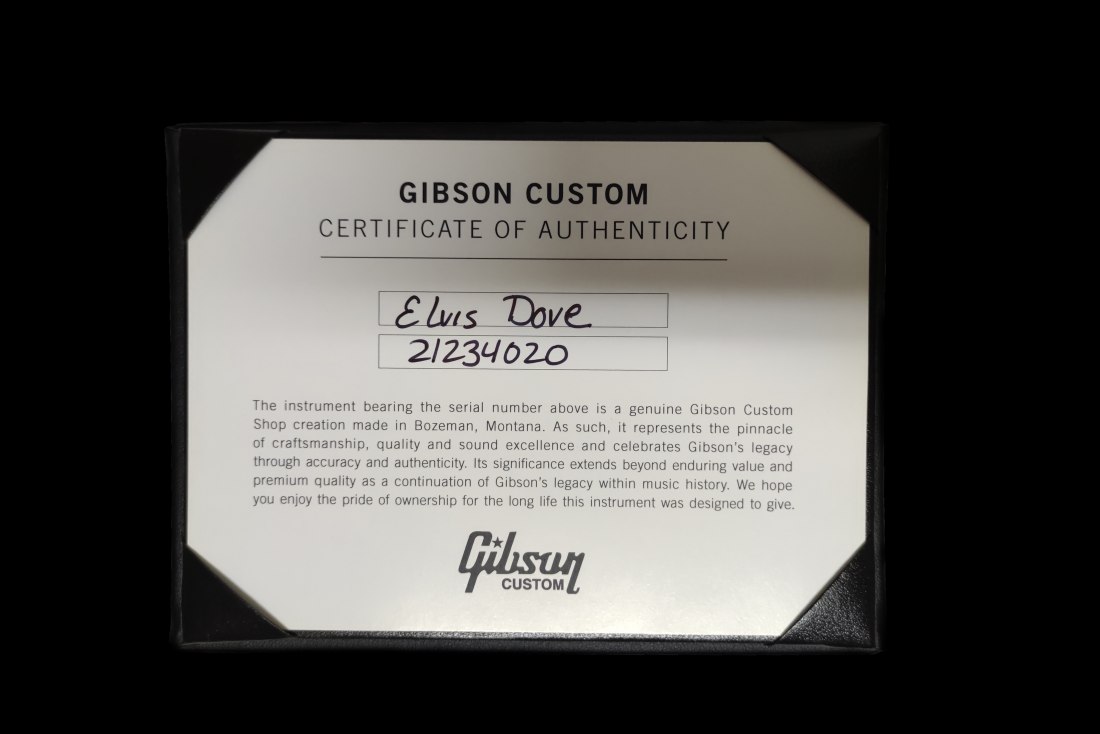 GIBSON CUSTOM
CERTIFICATE OF AUTHENTICITY
Elvis Dove
21234020
The instrument bearing the serial number above is a genuine Gibson Custom
Shop creation made in Bozeman, Montana. As such, it represents the pinnacle
of craftsmanship, quality and sound excellence and celebrates Gibson's legacy
through accuracy and authenticity. Its significance extends beyond enduring value and
premium quality as a continuation of Gibson's legacy within music history. We hope
you enjoy the pride of ownership for the long life this instrument was designed to give.
Gibson
CUSTOM